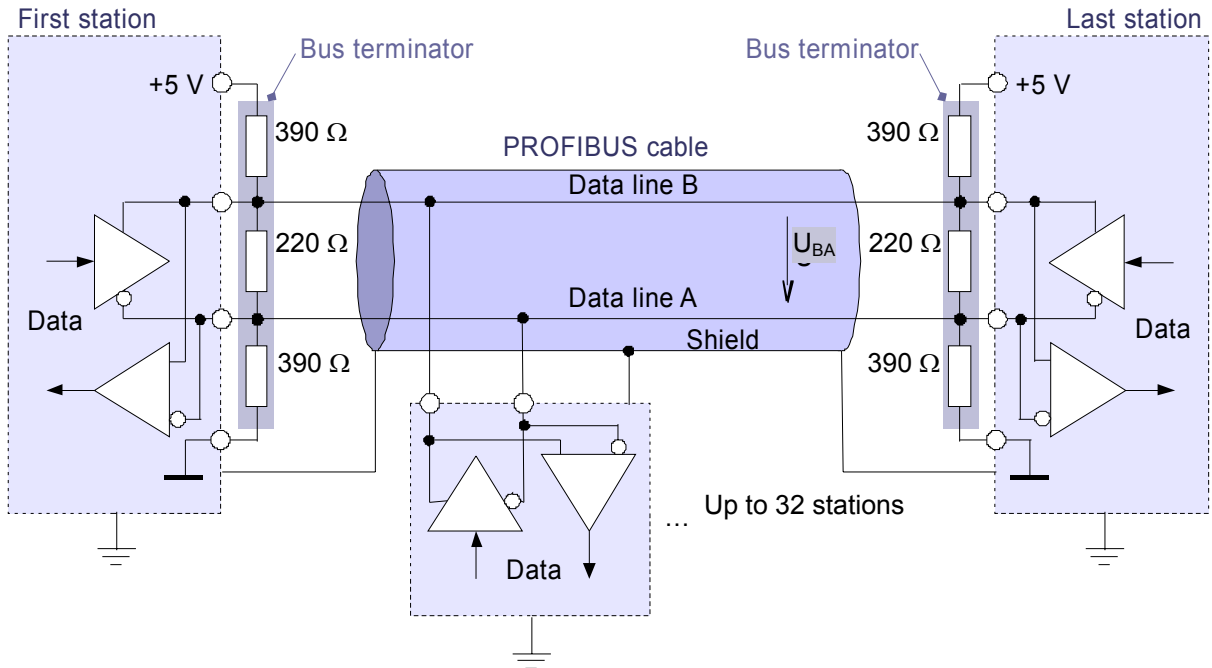 First station
Last station
Bus terminator
Bus terminator
+5 V
+5 V
390 Ω
390 Ω
PROFIBUS cable
Data line B
220 Ω
U_BA
220 Ω
Data line A
Data
Data
Shield
390 Ω
390 Ω
Up to 32 stations
...
Data